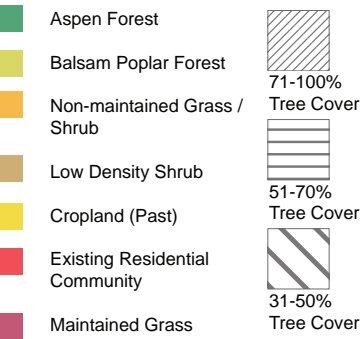 Aspen Forest
Balsam Poplar Forest
Non-maintained Grass /
Shrub
Low Density Shrub
Cropland (Past)
Existing Residential
Community
Maintained Grass
71-100%
Tree Cover
51-70%
Tree Cover
31-50%
Tree Cover